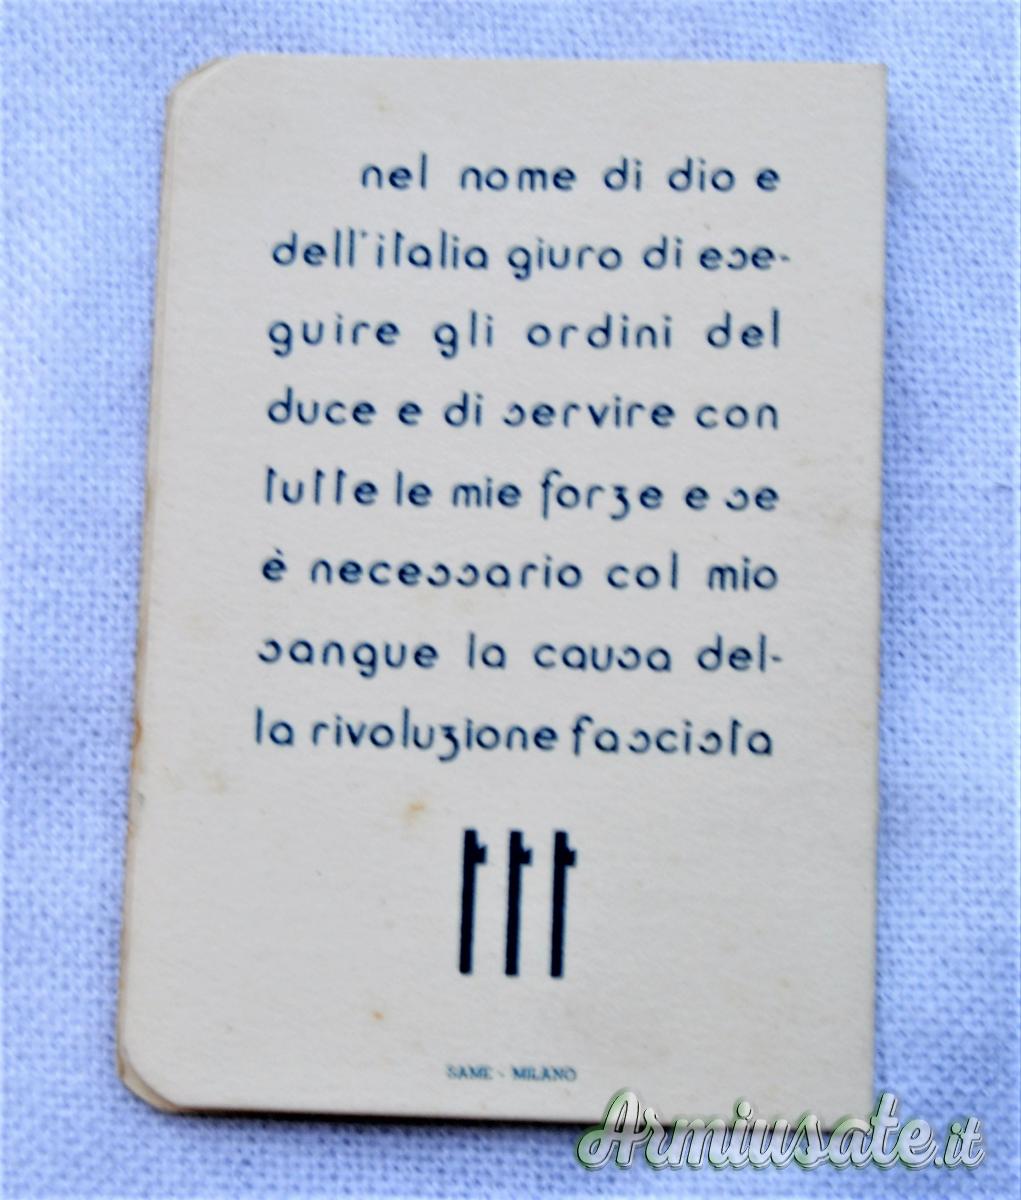 nel nome di dio e
dell'italia giuro di ese-
guire gli ordini del
duce e di servire con
tutte le mie forze e se
è necessario col mio
sangue la causa del-
la rivoluzione fascista
SAME - MILANO
Armiusate.it